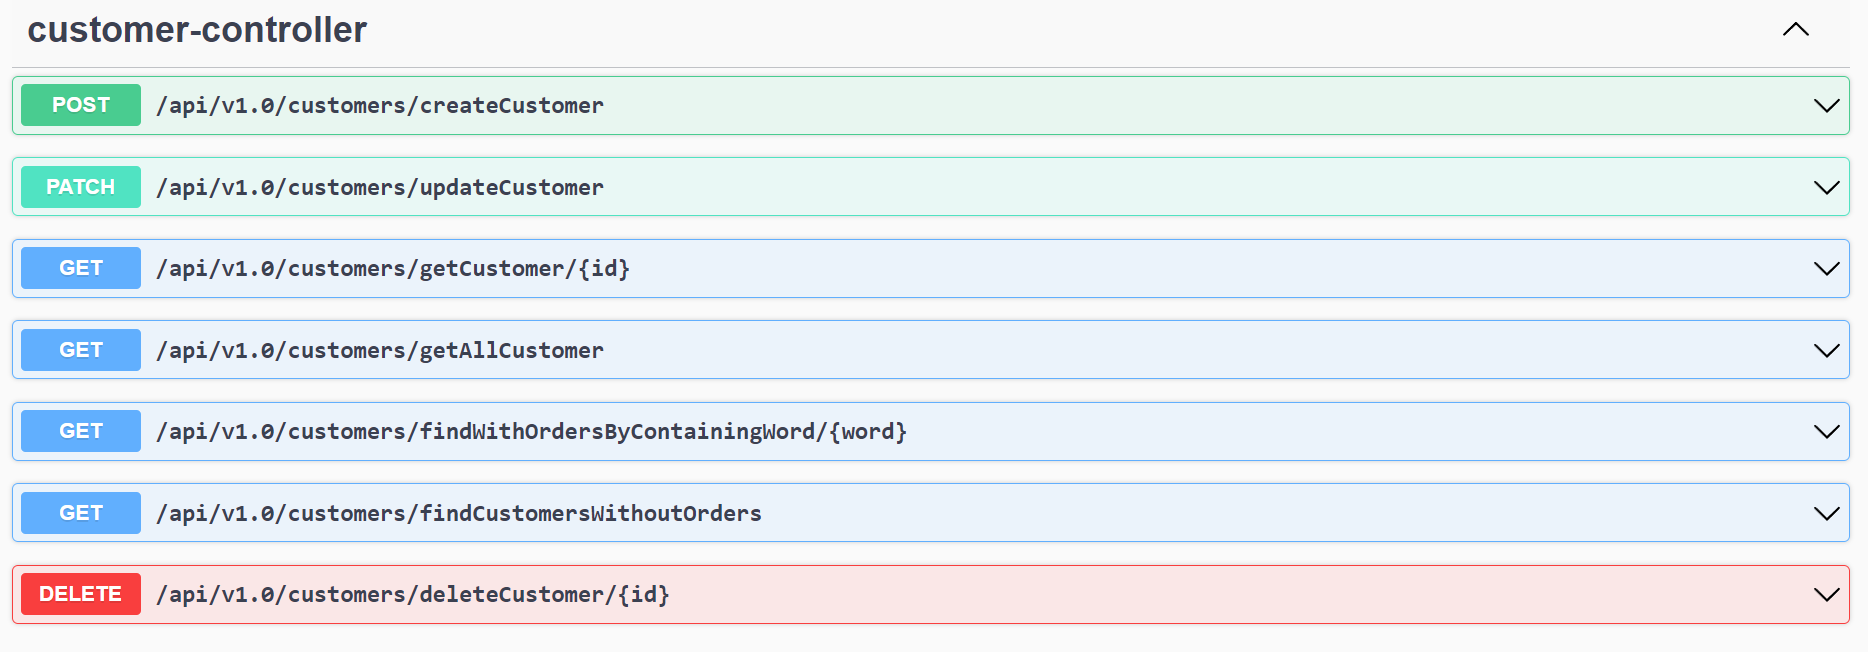 customer-controller
POST /api/v1.0/customers/createCustomer
PATCH /api/v1.0/customers/updateCustomer
GET /api/v1.0/customers/getCustomer/{id}
GET /api/v1.0/customers/getAllCustomer
GET /api/v1.0/customers/findWithOrdersByContainingWord/{word}
GET /api/v1.0/customers/findCustomersWithoutOrders
DELETE /api/v1.0/customers/deleteCustomer/{id}